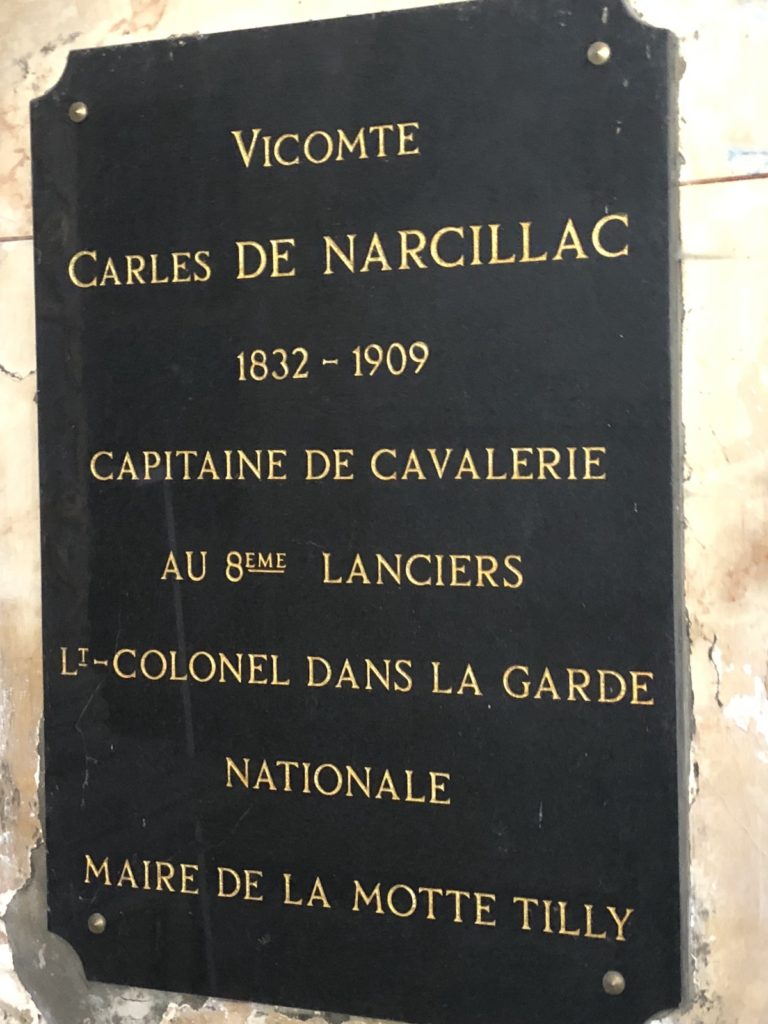 VICOMTE
CARLES DE NARCILLAC
1832 - 1909
CAPITAINE DE CAVALERIE
AU 8EME LANCIERS
LT-COLONEL DANS LA GARDE
NATIONALE
MAIRE DE LA MOTTE TILLY